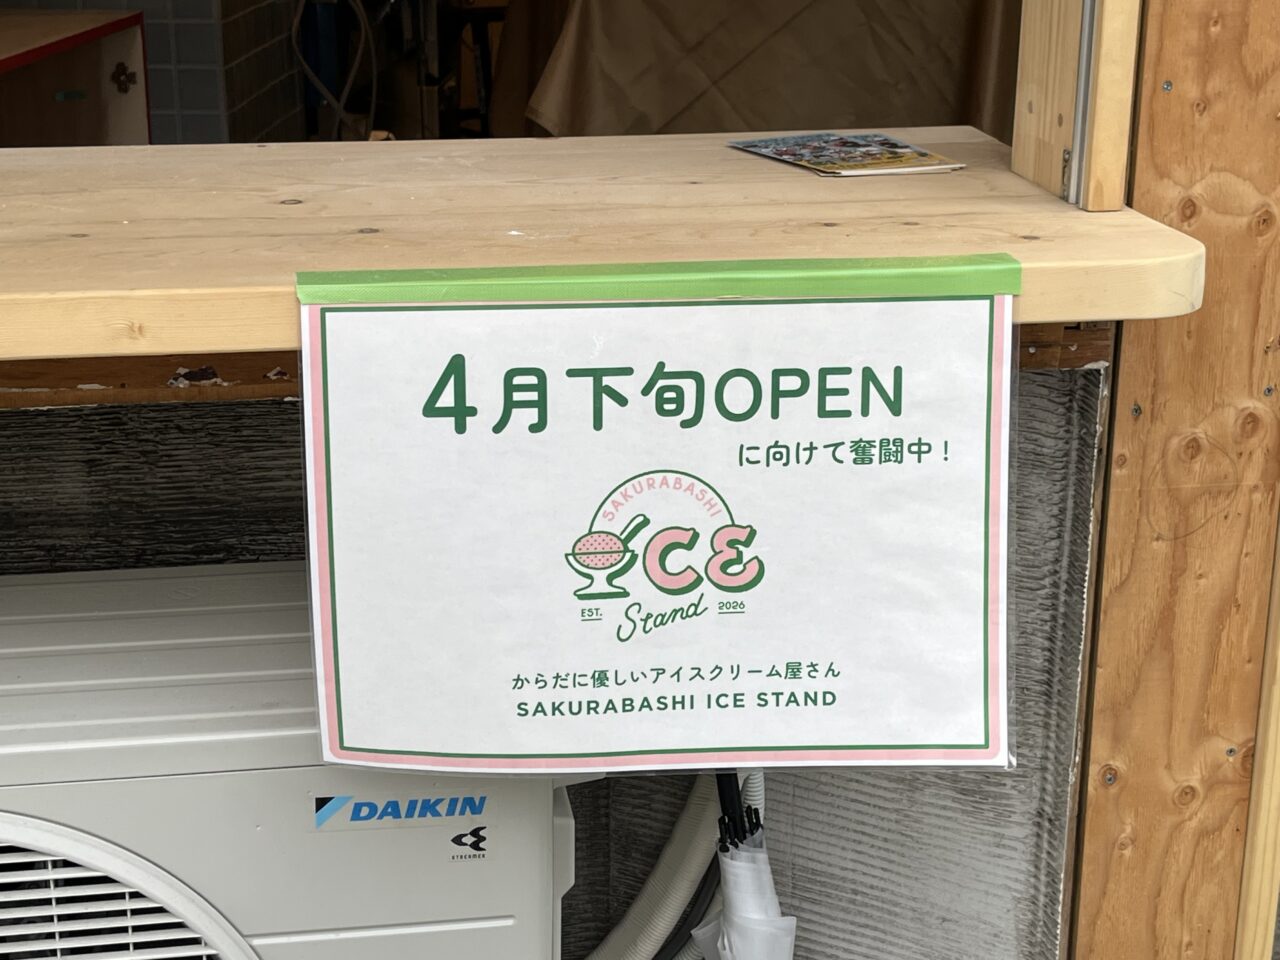 4月下旬OPEN
に向けて奮闘中！
SAKURABASHI
ICE
EST.
Stand
2026
からだに優しいアイスクリーム屋さん
SAKURABASHI ICE STAND
DAIKIN
STREAMER